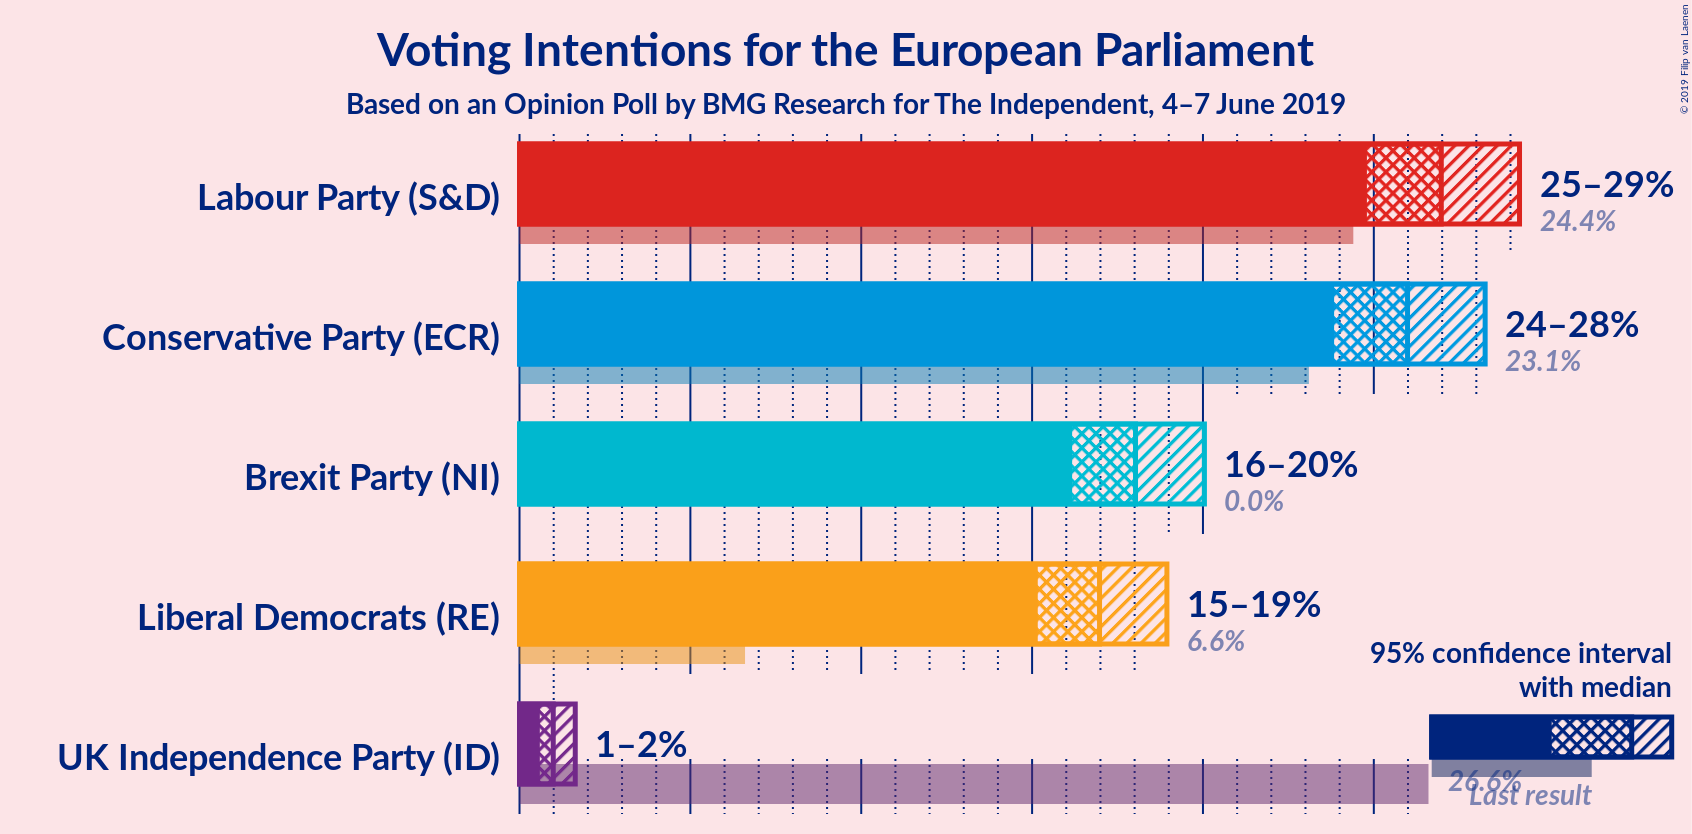 Voting Intentions for the European Parliament
Based on an Opinion Poll by BMG Research for The Independent, 4–7 June 2019
© 2019 Filip van Laenen
Labour Party (S&D)
25–29%
24.4%
Conservative Party (ECR)
24–28%
23.1%
Brexit Party (NI)
16–20%
0.0%
Liberal Democrats (RE)
15–19%
6.6%
UK Independence Party (ID)
1–2%
26.6%
95% confidence interval
with median
Last result